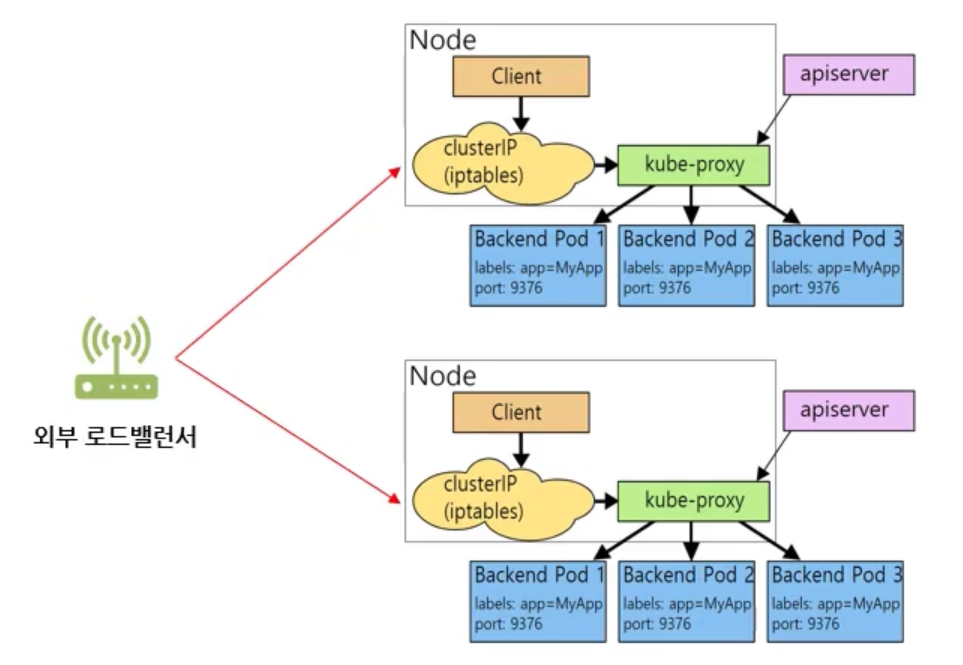 Node
Client
apiserver
clusterIP
(iptables)
kube-proxy
Backend Pod 1
labels: app=MyApp
port: 9376
Backend Pod 2
labels: app=MyApp
port: 9376
Backend Pod 3
labels: app=MyApp
port: 9376
외부 로드밸런서
Node
Client
apiserver
clusterIP
(iptables)
kube-proxy
Backend Pod 1
labels: app=MyApp
port: 9376
Backend Pod 2
labels: app=MyApp
port: 9376
Backend Pod 3
labels: app=MyApp
port: 9376